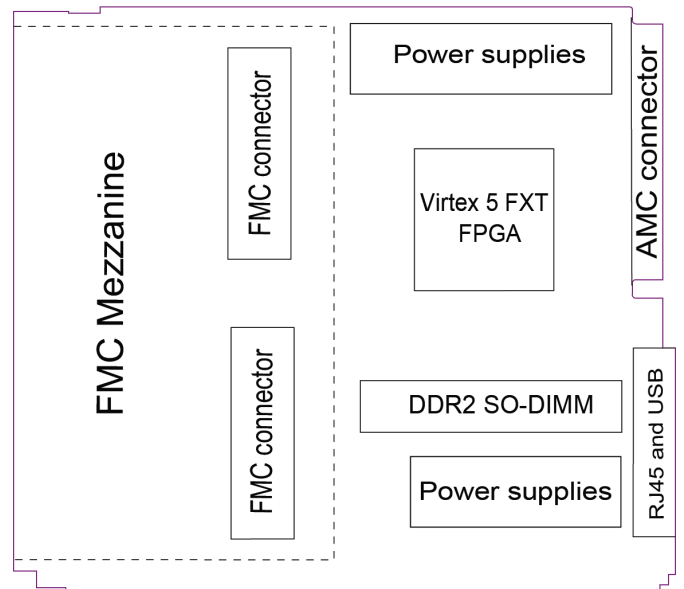 Power supplies
AMC connector
FMC connector
Virtex 5 FXT
FPGA
FMC Mezzanine
FMC connector
DDR2 SO-DIMM
RJ45 and USB
Power supplies